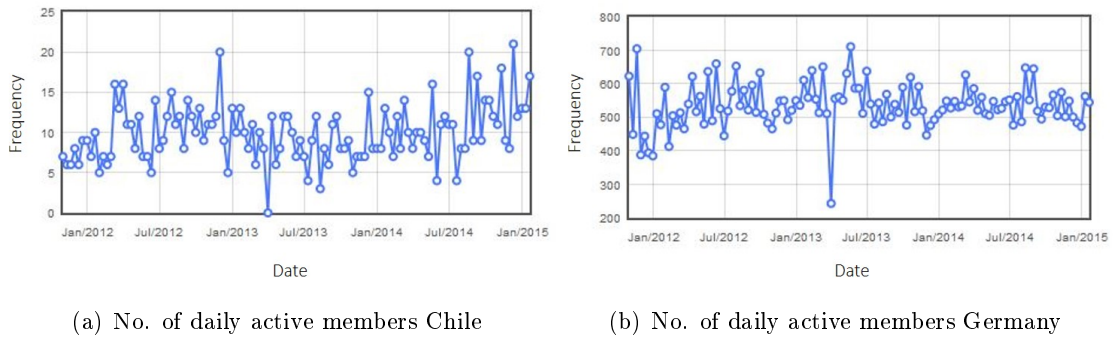 25
20
15
10
5
0
Frequency
Jan/2012 Jul/2012 Jan/2013 Jul/2013 Jan/2014 Jul/2014 Jan/2015
Date
(a) No. of daily active members Chile
800
700
600
500
400
300
200
Frequency
Jan/2012 Jul/2012 Jan/2013 Jul/2013 Jan/2014 Jul/2014 Jan/2015
Date
(b) No. of daily active members Germany